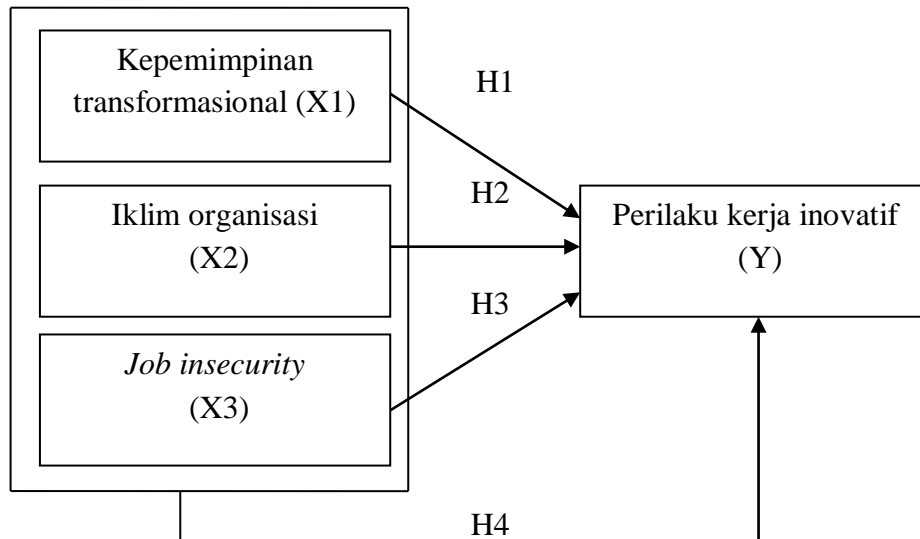 Kepemimpinan
transformasional (X1)
H1
H2
Iklim organisasi
(X2)
Perilaku kerja inovatif
(Y)
H3
Job insecurity
(X3)
H4